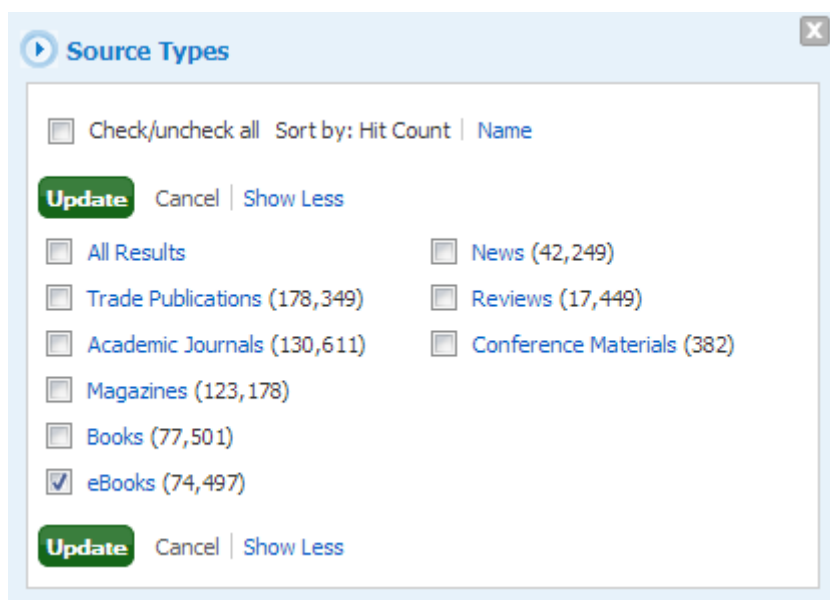 Source Types
Check/uncheck all Sort by: Hit Count | Name
Update Cancel | Show Less
All Results
Trade Publications (178,349)
Academic Journals (130,611)
Magazines (123,178)
Books (77,501)
eBooks (74,497)
News (42,249)
Reviews (17,449)
Conference Materials (382)
Update Cancel | Show Less